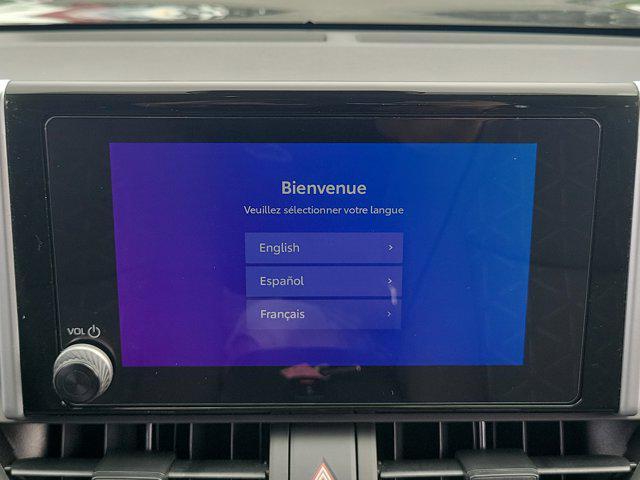 Bienvenue
Veuillez sélectionner votre langue
English
Español
Français
VOL